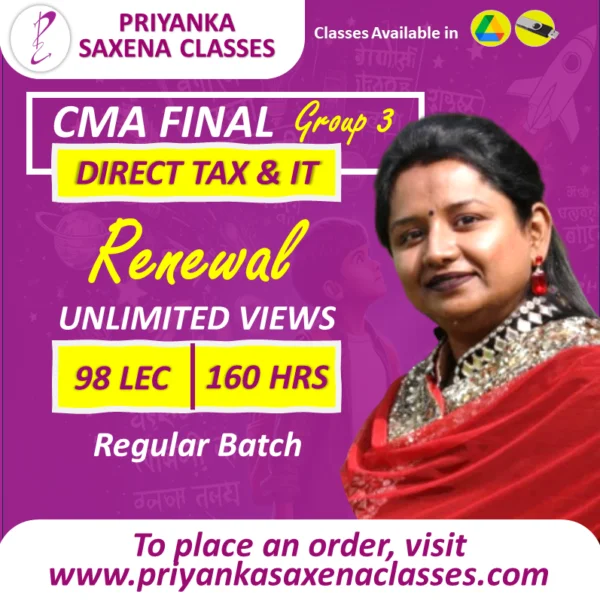 PRIYANKA
SAXENA CLASSES
Classes Available in
CMA FINAL Group 3
DIRECT TAX & IT
Renewal
UNLIMITED VIEWS
98 LEC | 160 HRS
Regular Batch
To place an order, visit
www.priyankasaxenaclasses.com